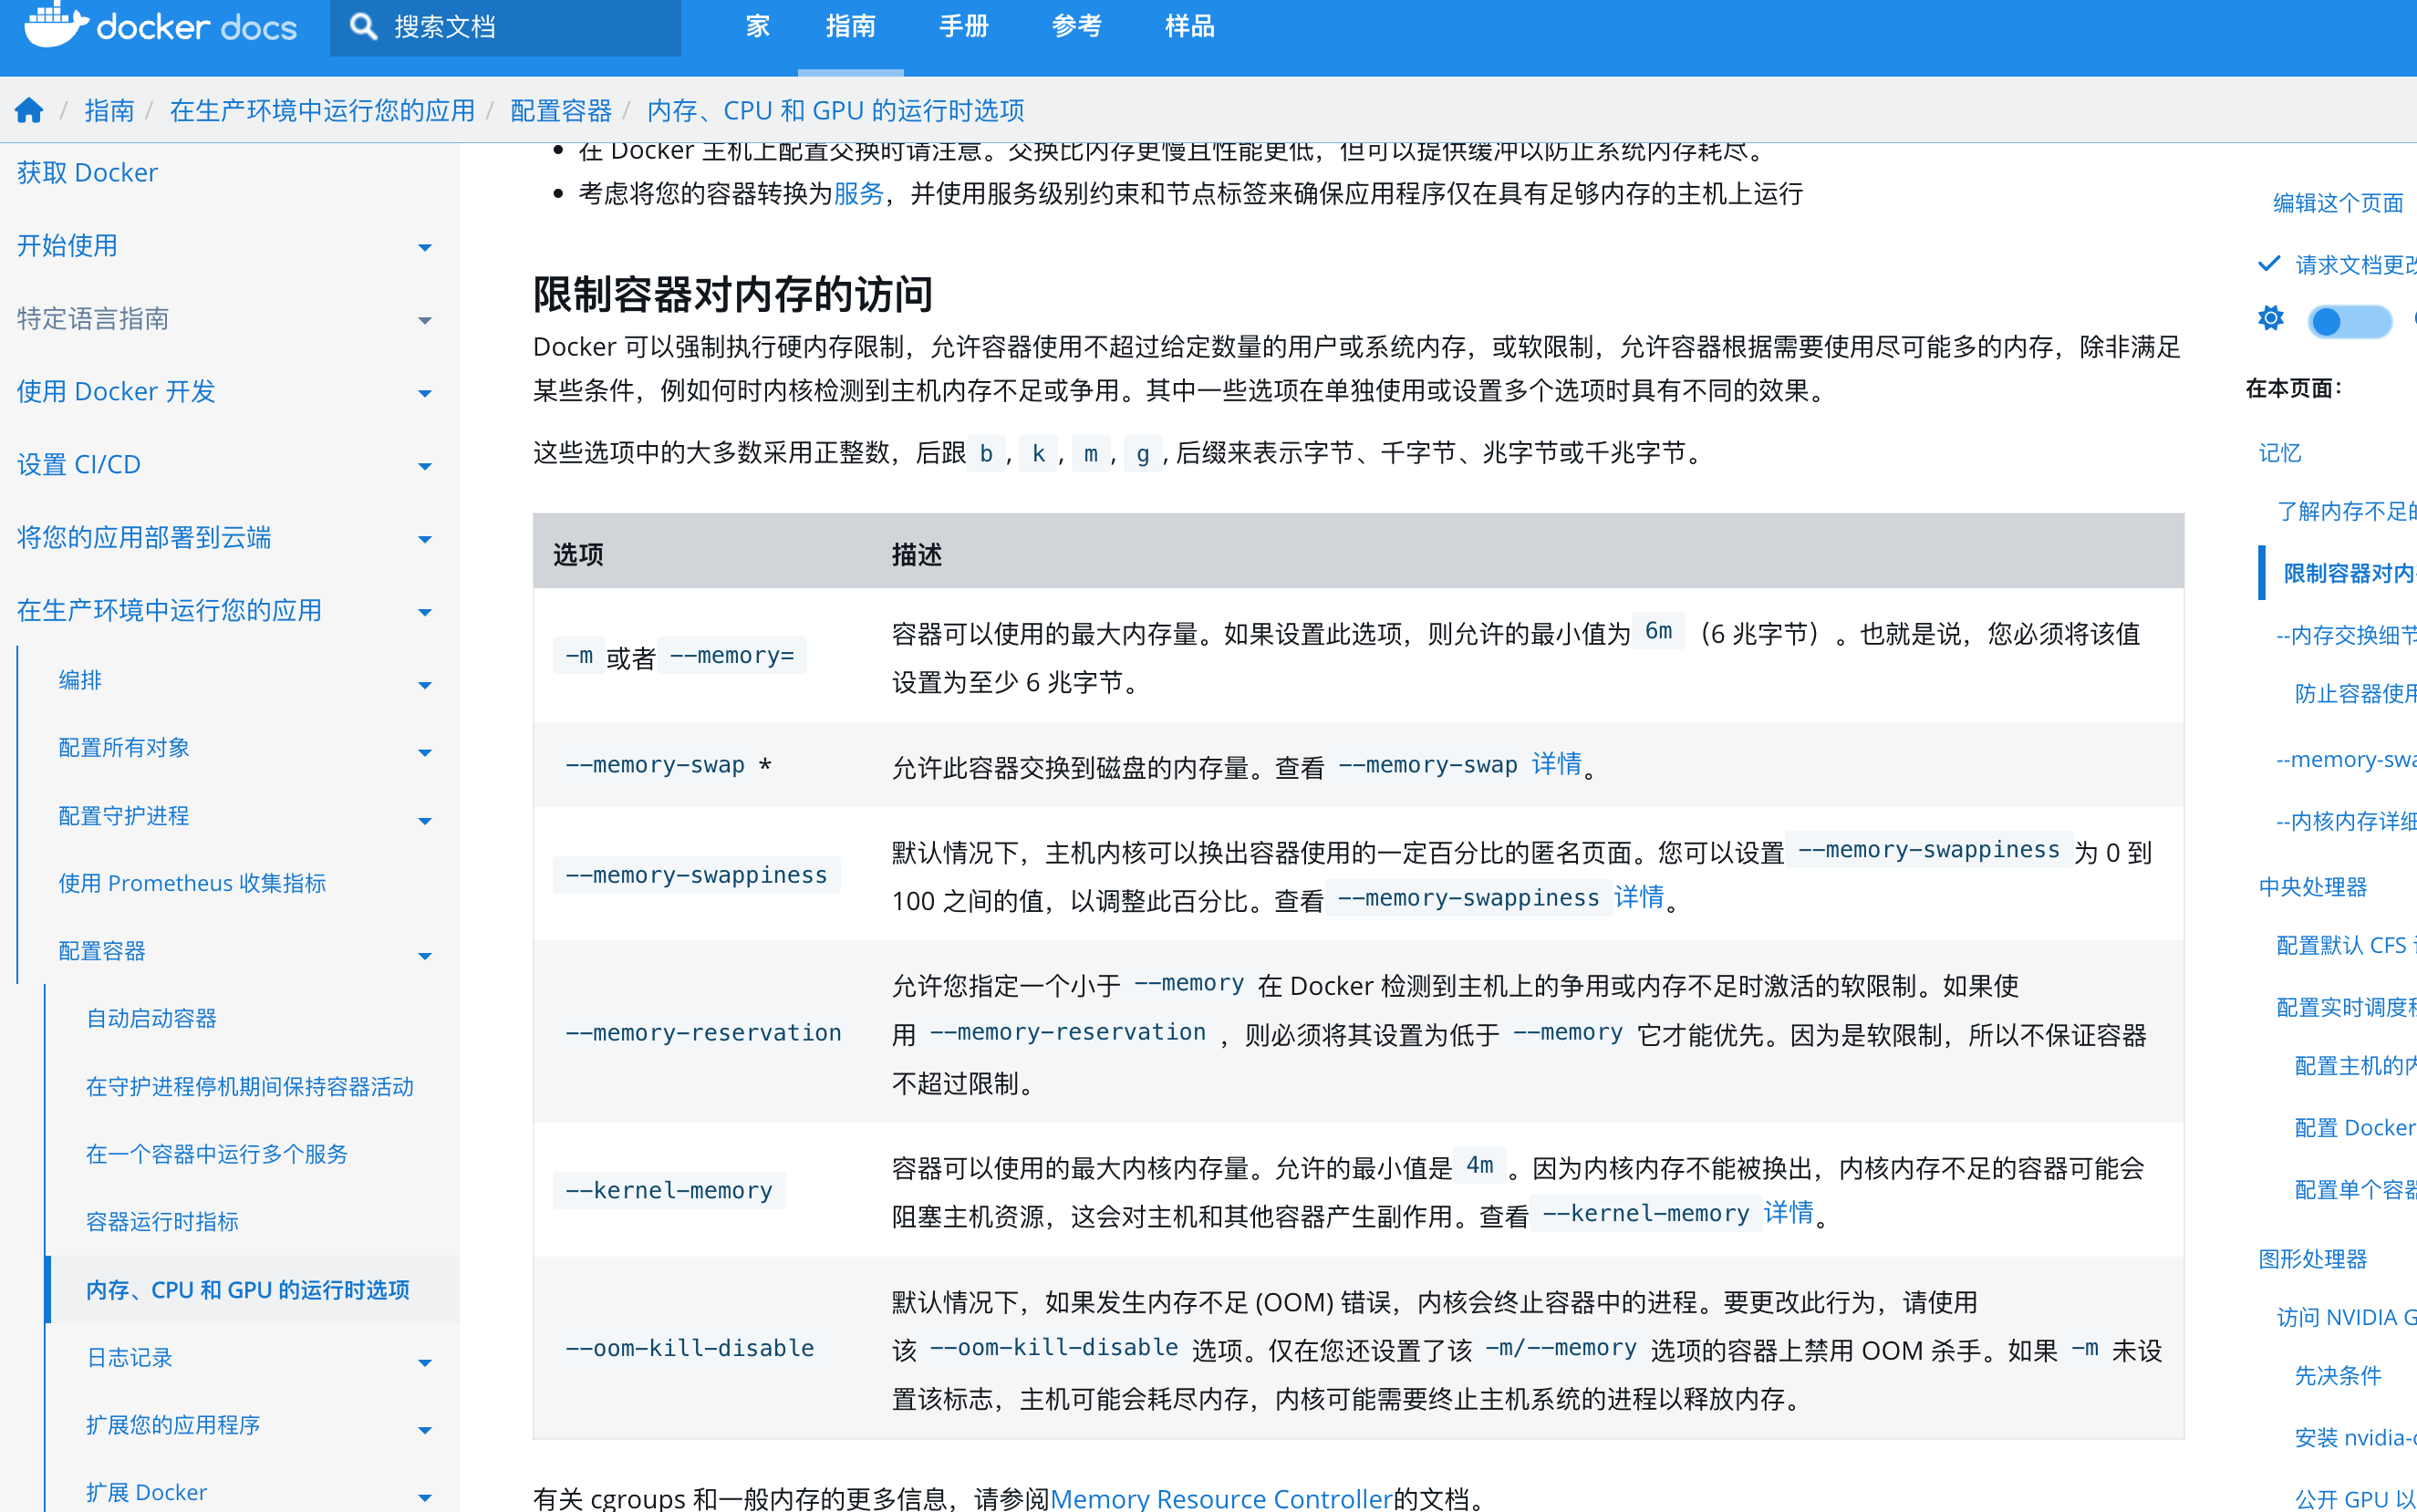 docker docs
搜索文档
家
指南
手册
参考
样品
/ 指南 / 在生产环境中运行您的应用 / 配置容器 / 内存、CPU 和 GPU 的运行时选项
获取 Docker
开始使用
特定语言指南
使用 Docker 开发
设置 CI/CD
将您的应用部署到云端
在生产环境中运行您的应用
编排
配置所有对象
配置守护进程
使用 Prometheus 收集指标
配置容器
自动启动容器
在守护进程停机期间保持容器活动
在一个容器中运行多个服务
容器运行时指标
内存、CPU 和 GPU 的运行时选项
日志记录
扩展您的应用程序
扩展 Docker
• 在 Docker 主机上配置交换时请注意。交换比内存更慢且性能更低，但可以提供缓冲以防止系统内存耗尽。
• 考虑将您的容器转换为服务，并使用服务级别约束和节点标签来确保应用程序仅在具有足够内存的主机上运行
限制容器对内存的访问
Docker 可以强制执行硬内存限制，允许容器使用不超过给定数量的用户或系统内存，或软限制，允许容器根据需要使用尽可能多的内存，除非满足
某些条件，例如何时内核检测到主机内存不足或争用。其中一些选项在单独使用或设置多个选项时具有不同的效果。
这些选项中的大多数采用正整数，后跟 b , k , m , g , 后缀来表示字节、千字节、兆字节或千兆字节。
选项 描述
-m 或者 --memory=
容器可以使用的最大内存量。如果设置此选项，则允许的最小值为 6m （6 兆字节）。也就是说，您必须将该值
设置为至少 6 兆字节。
--memory-swap *
允许此容器交换到磁盘的内存量。查看 --memory-swap 详情。
--memory-swappiness
默认情况下，主机内核可以换出容器使用的一定百分比的匿名页面。您可以设置 --memory-swappiness 为 0 到
100 之间的值，以调整此百分比。查看 --memory-swappiness 详情。
--memory-reservation
允许您指定一个小于 --memory 在 Docker 检测到主机上的争用或内存不足时激活的软限制。如果使
用 --memory-reservation ，则必须将其设置为低于 --memory 它才能优先。因为是软限制，所以不保证容器
不超过限制。
--kernel-memory
容器可以使用的最大内核内存量。允许的最小值是 4m 。因为内核内存不能被换出，内核内存不足的容器可能会
阻塞主机资源，这会对主机和其他容器产生副作用。查看 --kernel-memory 详情。
--oom-kill-disable
默认情况下，如果发生内存不足 (OOM) 错误，内核会终止容器中的进程。要更改此行为，请使用
该 --oom-kill-disable 选项。仅在您还设置了该 -m/--memory 选项的容器上禁用 OOM 杀手。如果 -m 未设
置该标志，主机可能会耗尽内存，内核可能需要终止主机系统的进程以释放内存。
有关 cgroups 和一般内存的更多信息，请参阅Memory Resource Controller的文档。
编辑这个页面
请求文档更改
在本页面：
记忆
了解内存不足的
限制容器对内
--内存交换细节
防止容器使用
--memory-swa
--内核内存详细
中央处理器
配置默认 CFS
配置实时调度程
配置主机的内
配置 Docker
配置单个容器
图形处理器
访问 NVIDIA G
先决条件
安装 nvidia-c
公开 GPU 以